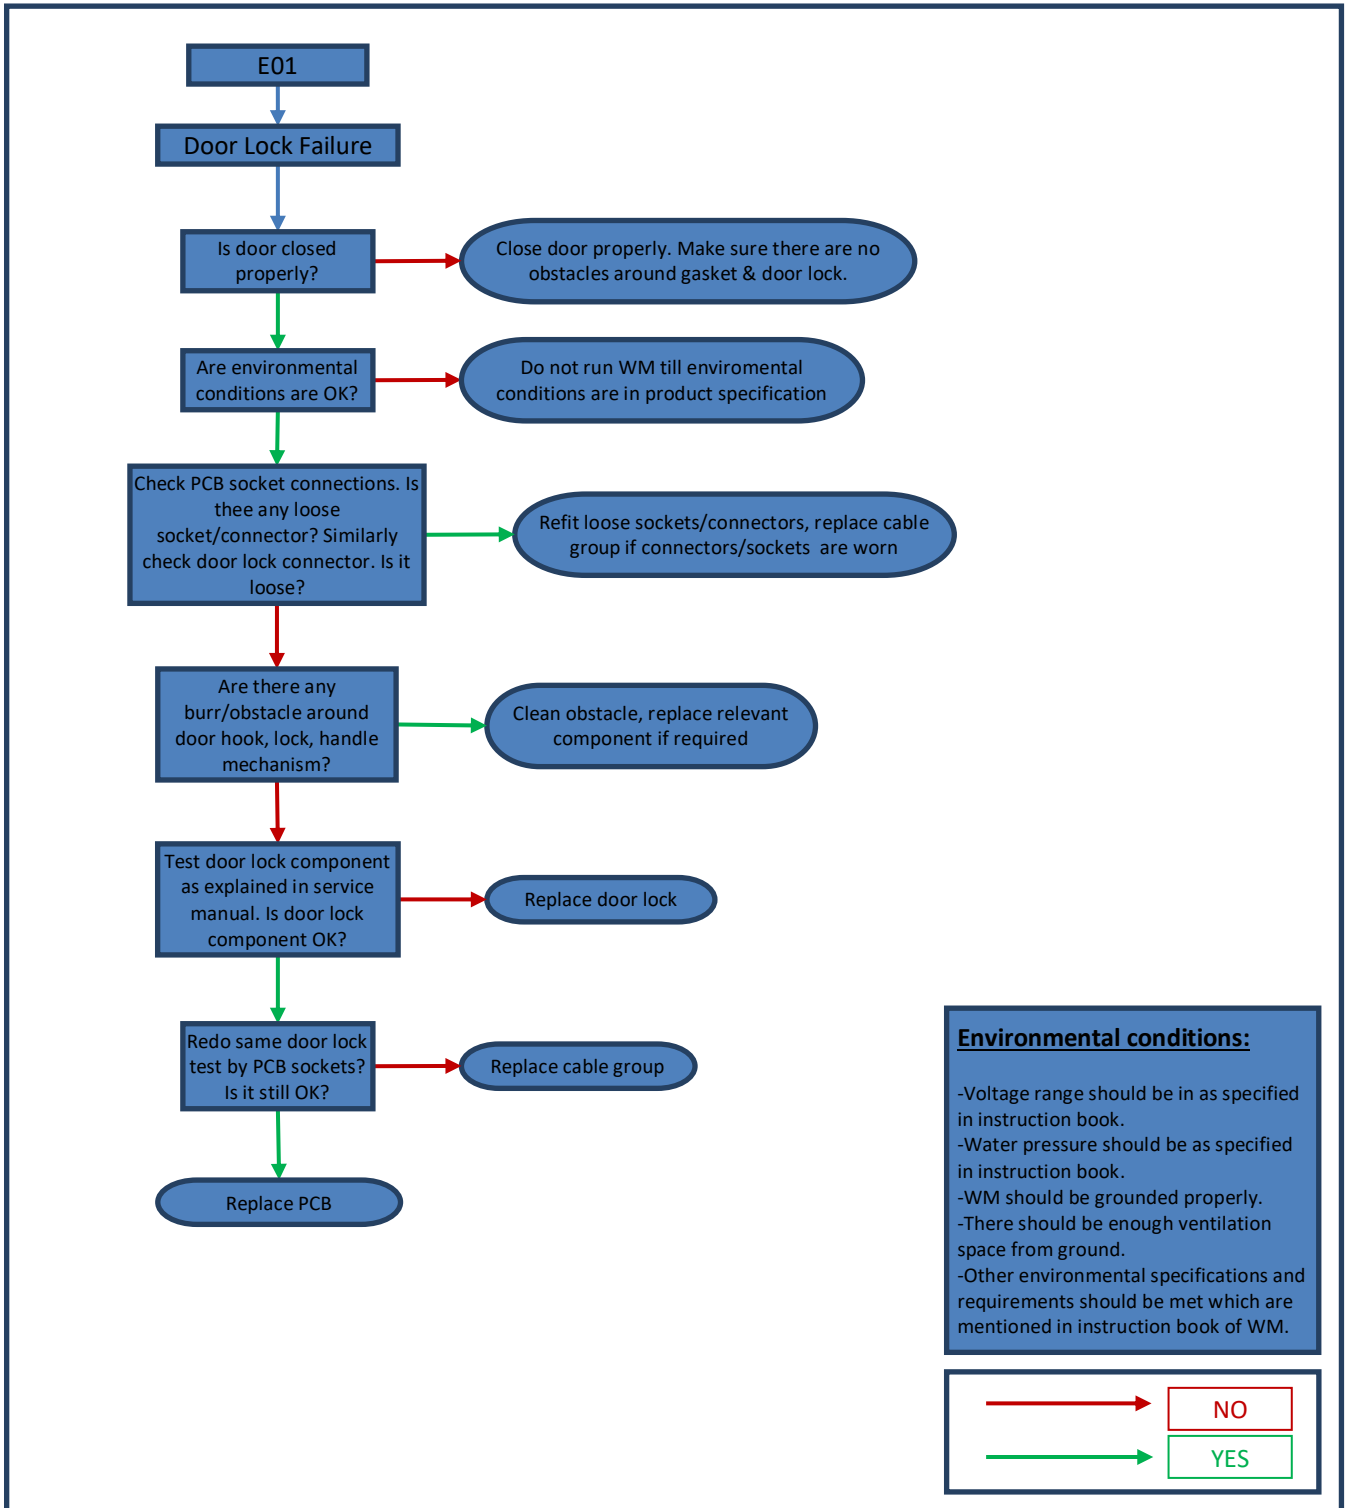 E01
Door Lock Failure
Is door closed
properly?
Close door properly. Make sure there are no
obstacles around gasket & door lock.
Are environmental
conditions are OK?
Do not run WM till enviromental
conditions are in product specification
Check PCB socket connections. Is
thee any loose
socket/connector? Similarly
check door lock connector. Is it
loose?
Refit loose sockets/connectors, replace cable
group if connectors/sockets  are worn
Are there any
burr/obstacle around
door hook, lock, handle
mechanism?
Clean obstacle, replace relevant
component if required
Test door lock component
as explained in service
manual. Is door lock
component OK?
Replace door lock
Redo same door lock
test by PCB sockets?
Is it still OK?
Replace cable group
Replace PCB
Environmental conditions:
-Voltage range should be in as specified
in instruction book.
-Water pressure should be as specified
in instruction book.
-WM should be grounded properly.
-There should be enough ventilation
space from ground.
-Other environmental specifications and
requirements should be met which are
mentioned in instruction book of WM.
NO
YES